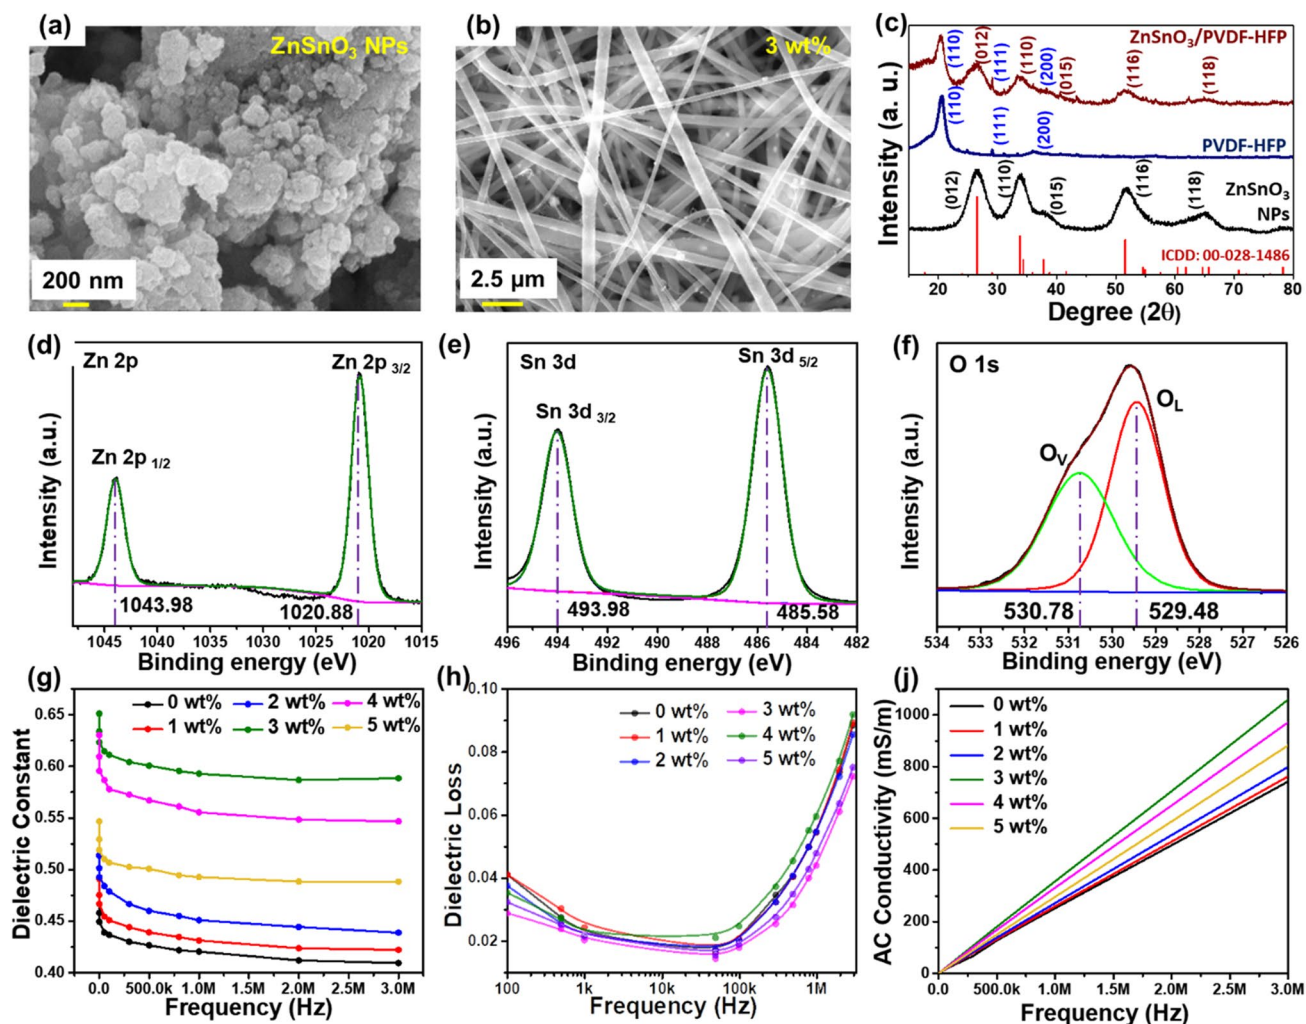 (a)
ZnSnO₃ NPs
200 nm
(b)
3 wt%
2.5 µm
(c)
ZnSnO₃/PVDF-HFP
(110)
(012)
(111)
(110)
(200)
(015)
(116)
(118)
(110)
(111)
(200)
PVDF-HFP
(012)
(110)
(015)
(116)
(118)
ZnSnO₃
NPs
ICDD: 00-028-1486
Intensity (a. u.)
20 30 40 50 60 70 80
Degree (2θ)
(d)
Zn 2p
Zn 2p 3/2
Zn 2p 1/2
1043.98
1020.88
Intensity (a.u.)
1045 1040 1035 1030 1025 1020 1015
Binding energy (eV)
(e)
Sn 3d
Sn 3d 5/2
Sn 3d 3/2
493.98
485.58
Intensity (a.u.)
496 494 492 490 488 486 484 482
Binding energy (eV)
(f)
O 1s
O_L
O_V
530.78
529.48
Intensity (a.u.)
534 533 532 531 530 529 528 527 526
Binding energy (eV)
(g)
0 wt% 2 wt% 4 wt%
1 wt% 3 wt% 5 wt%
0.65
0.60
0.55
0.50
0.45
0.40
Dielectric Constant
0.0 500.0k 1.0M 1.5M 2.0M 2.5M 3.0M
Frequency (Hz)
(h)
0.10
0.08
0.06
0.04
0.02
0 wt% 3 wt%
1 wt% 4 wt%
2 wt% 5 wt%
Dielectric Loss
100 1k 10k 100k 1M
Frequency (Hz)
(j)
0 wt%
1 wt%
2 wt%
3 wt%
4 wt%
5 wt%
1000
800
600
400
200
0
AC Conductivity (mS/m)
0.0 500.0k 1.0M 1.5M 2.0M 2.5M 3.0M
Frequency (Hz)